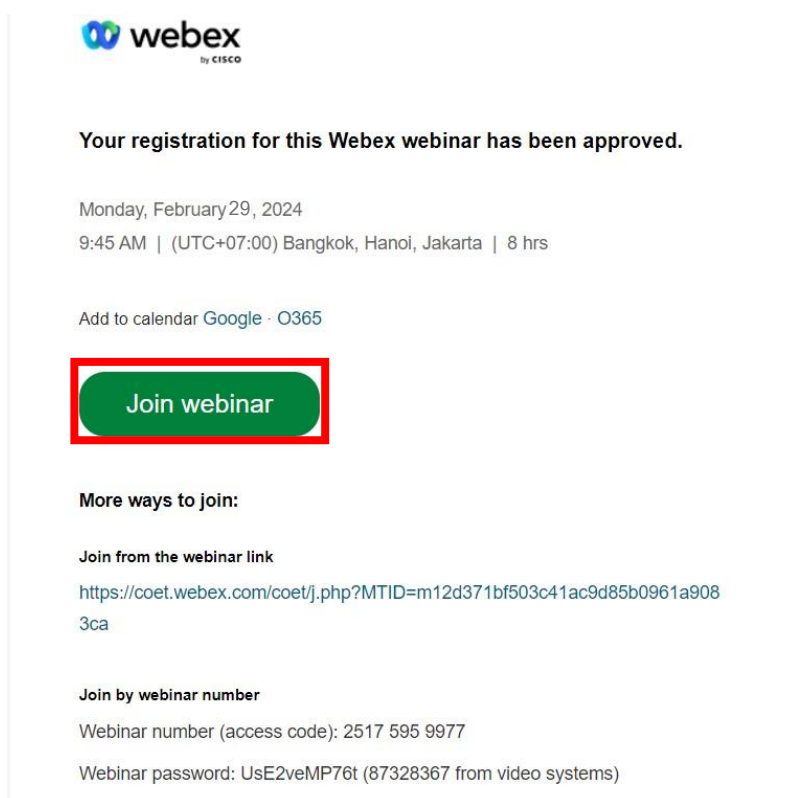 webex
by CISCO
Your registration for this Webex webinar has been approved.
Monday, February 29, 2024
9:45 AM | (UTC+07:00) Bangkok, Hanoi, Jakarta | 8 hrs
Add to calendar Google · O365
Join webinar
More ways to join:
Join from the webinar link
https://coet.webex.com/coet/j.php?MTID=m12d371bf503c41ac9d85b0961a908
3ca
Join by webinar number
Webinar number (access code): 2517 595 9977
Webinar password: UsE2veMP76t (87328367 from video systems)